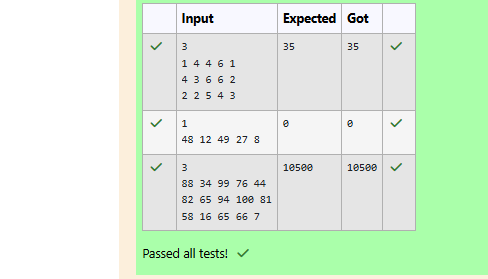 Input Expected Got
3 35 35
1 4 4 6 1
4 3 6 6 2
2 2 5 4 3
1 0 0
48 12 49 27 8
3 10500 10500
88 34 99 76 44
82 65 94 100 81
58 16 65 66 7
Passed all tests!